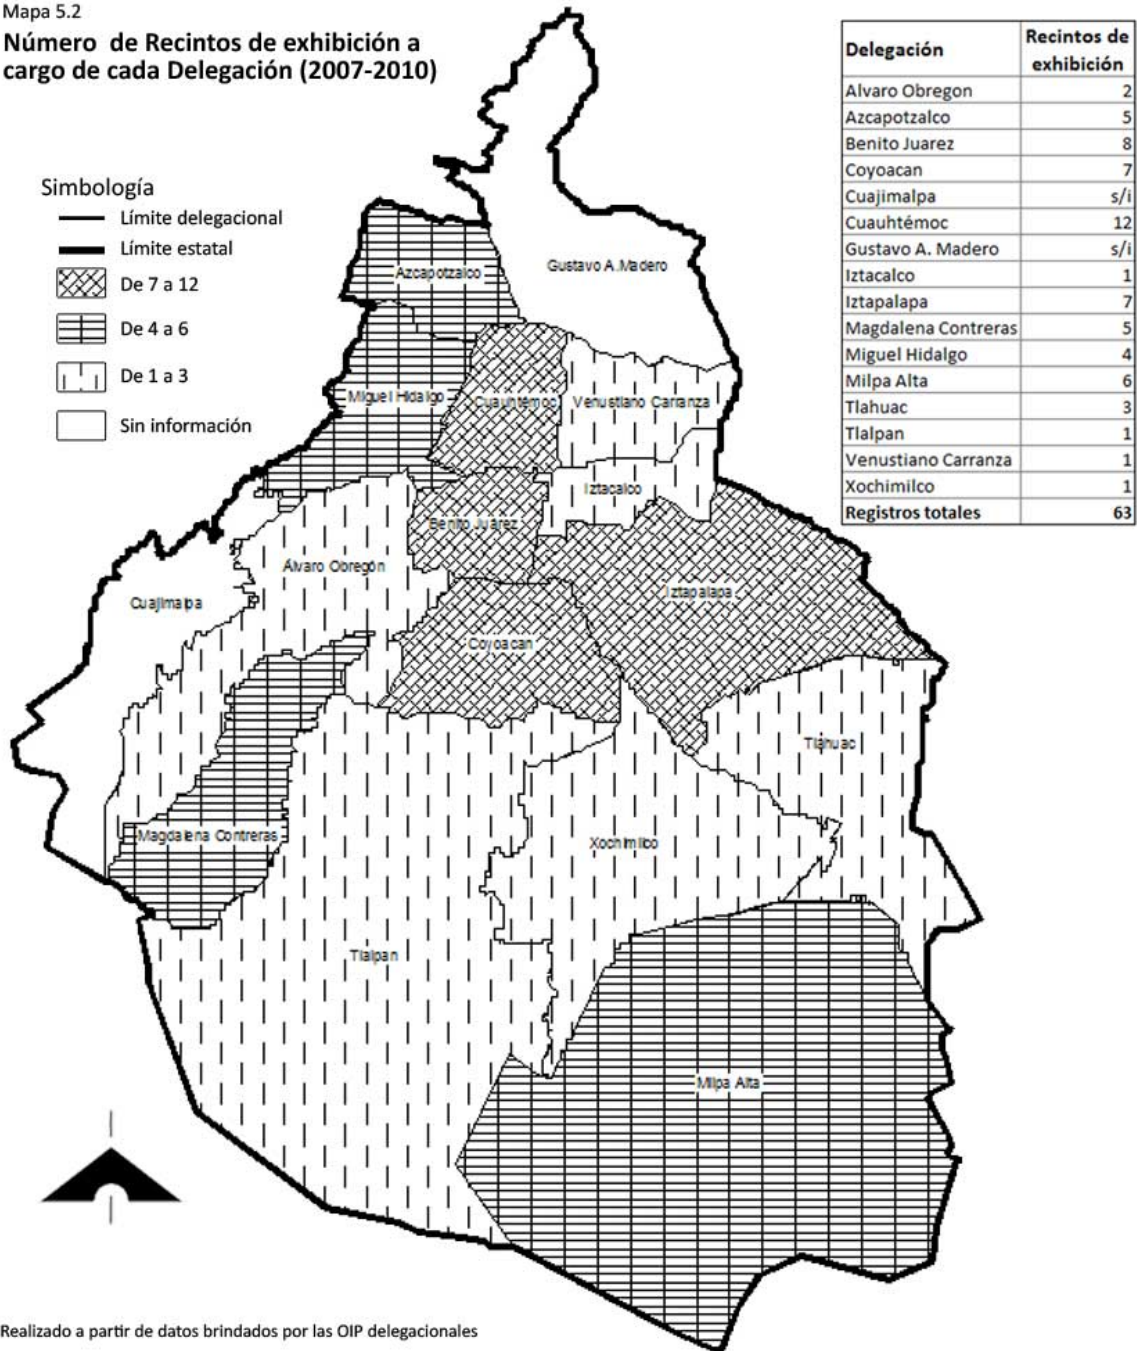 Mapa 5.2
Número de Recintos de exhibición a
cargo de cada Delegación (2007-2010)
Simbología
Límite delegacional
Límite estatal
De 7 a 12
De 4 a 6
De 1 a 3
Sin información
Delegación Recintos de exhibición
Alvaro Obregon 2
Azcapotzalco 5
Benito Juarez 8
Coyoacan 7
Cuajimalpa s/i
Cuauhtémoc 12
Gustavo A. Madero s/i
Iztacalco 1
Iztapalapa 7
Magdalena Contreras 5
Miguel Hidalgo 4
Milpa Alta 6
Tlahuac 3
Tlalpan 1
Venustiano Carranza 1
Xochimilco 1
Registros totales 63
Azcapotzalco
Gustavo A.Madero
Miguel Hidalgo
Cuauhtémoc
Venustiano Carranza
Iztacalco
Benito Juárez
Álvaro Obregón
Iztapalapa
Cuajimalpa
Coyoacan
Tláhuac
Magdalena Contreras
Xochimilco
Tlalpan
Milpa Alta
Realizado a partir de datos brindados por las OIP delegacionales